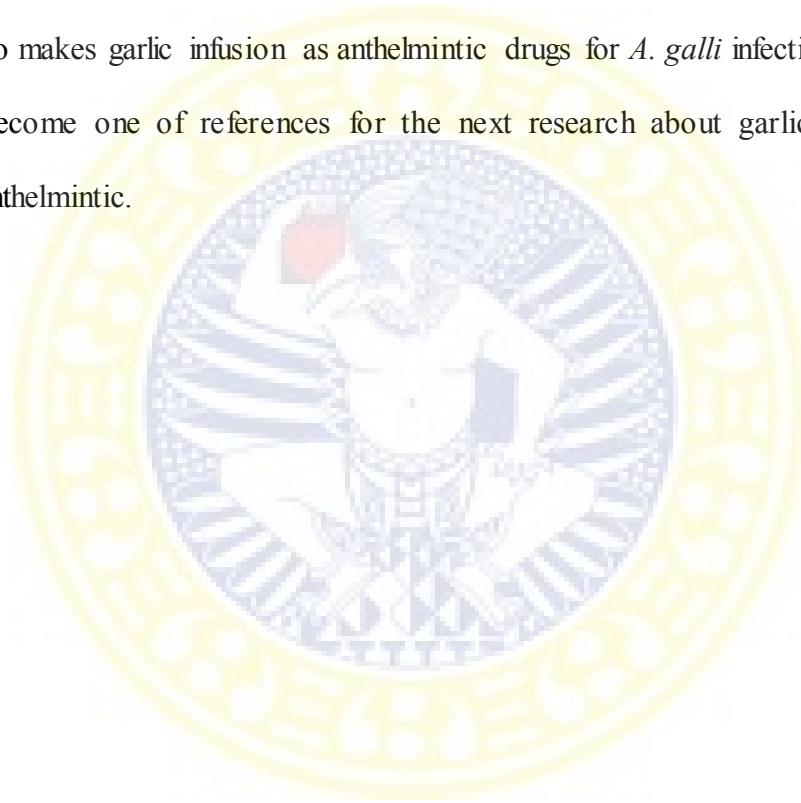 o makes garlic infusion as anthelmintic drugs for A. galli infecti
ecome one of references for the next research about garlic
nthelmintic.